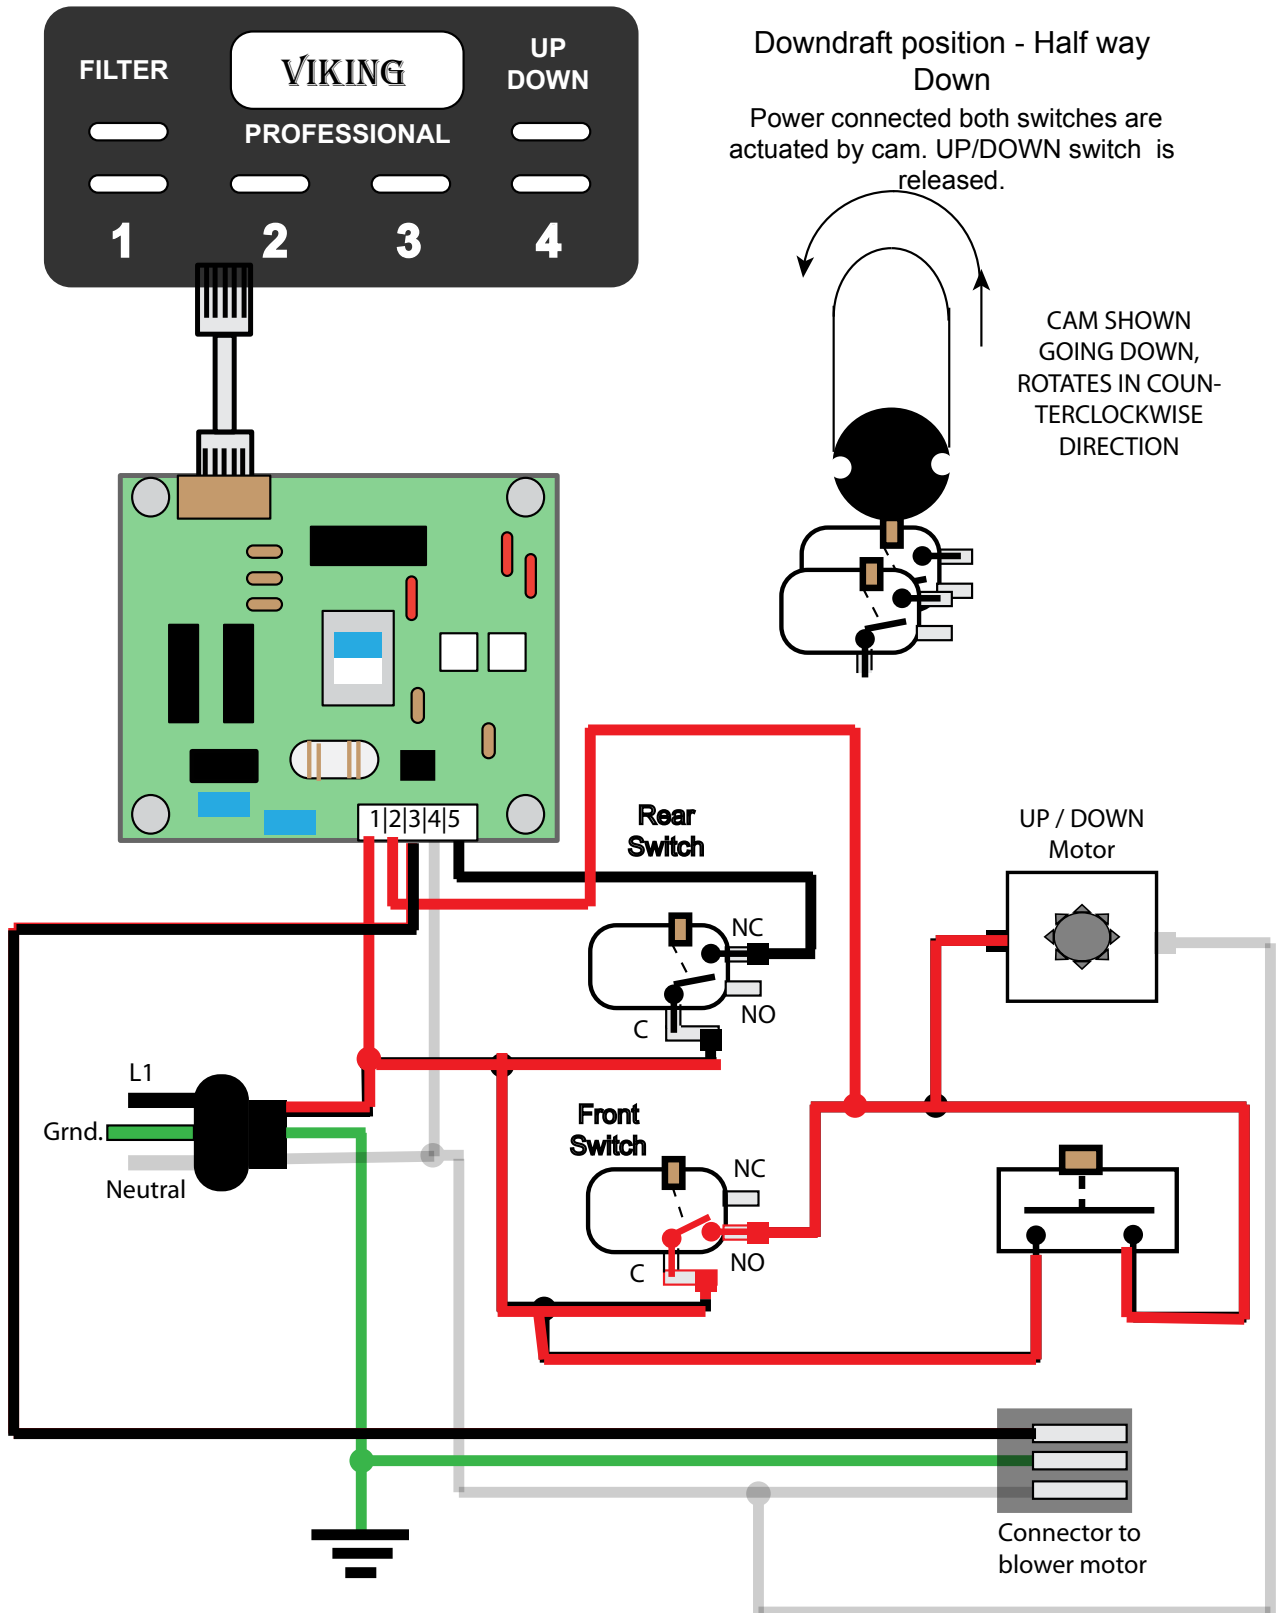 FILTER
VIKING
UP
DOWN
PROFESSIONAL
1
2
3
4
Downdraft position - Half way
Down
Power connected both switches are
actuated by cam. UP/DOWN switch is
released.
CAM SHOWN
GOING DOWN,
ROTATES IN COUN-
TERCLOCKWISE
DIRECTION
1|2|3|4|5
Rear
Switch
NC
NO
C
UP / DOWN
Motor
L1
Grnd.
Neutral
Front
Switch
NC
NO
C
Connector to
blower motor